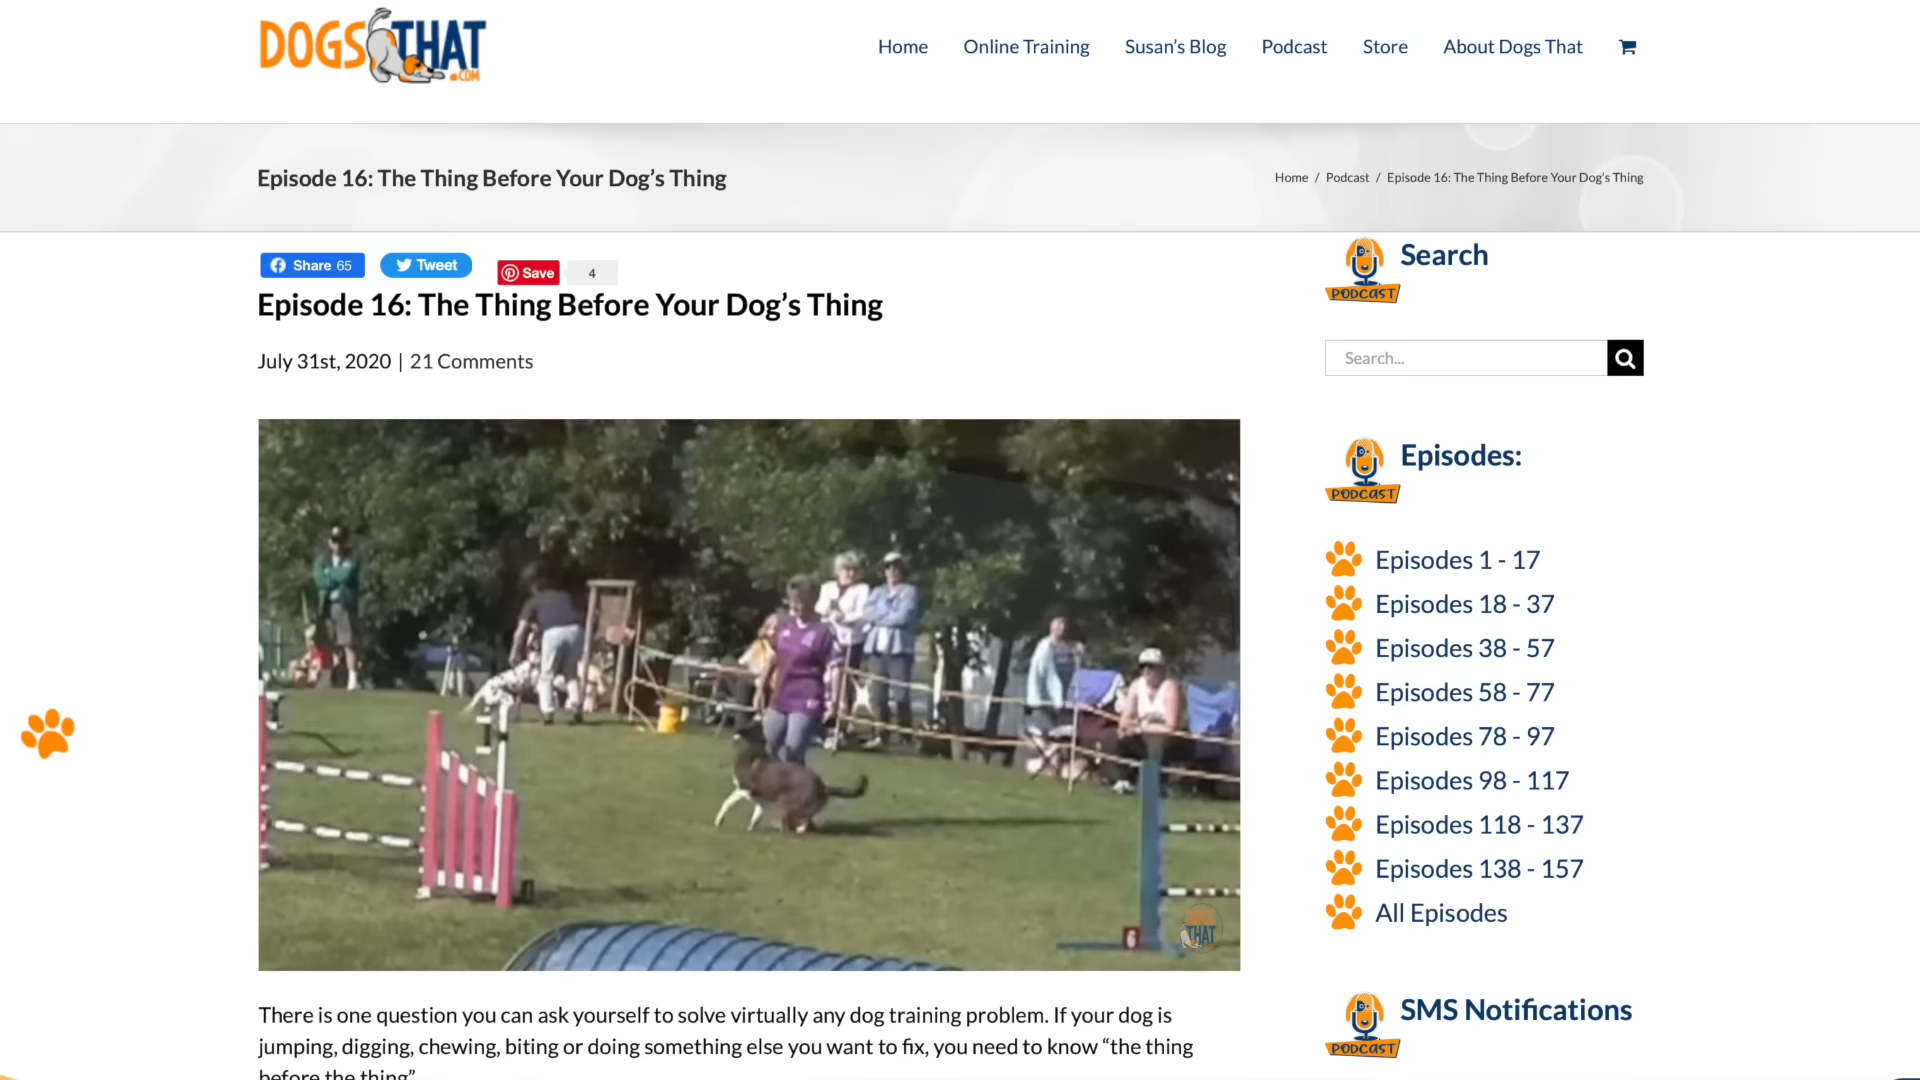 DOGSTHAT
.COM
Home
Online Training
Susan's Blog
Podcast
Store
About Dogs That
Episode 16: The Thing Before Your Dog's Thing
Home / Podcast / Episode 16: The Thing Before Your Dog's Thing
Share 65
Tweet
Save
4
Episode 16: The Thing Before Your Dog's Thing
July 31st, 2020 | 21 Comments
6
DOGS
THAT
There is one question you can ask yourself to solve virtually any dog training problem. If your dog is
jumping, digging, chewing, biting or doing something else you want to fix, you need to know “the thing
before the thing”
PODCAST
Search
Search...
PODCAST
Episodes:
Episodes 1 - 17
Episodes 18 - 37
Episodes 38 - 57
Episodes 58 - 77
Episodes 78 - 97
Episodes 98 - 117
Episodes 118 - 137
Episodes 138 - 157
All Episodes
PODCAST
SMS Notifications